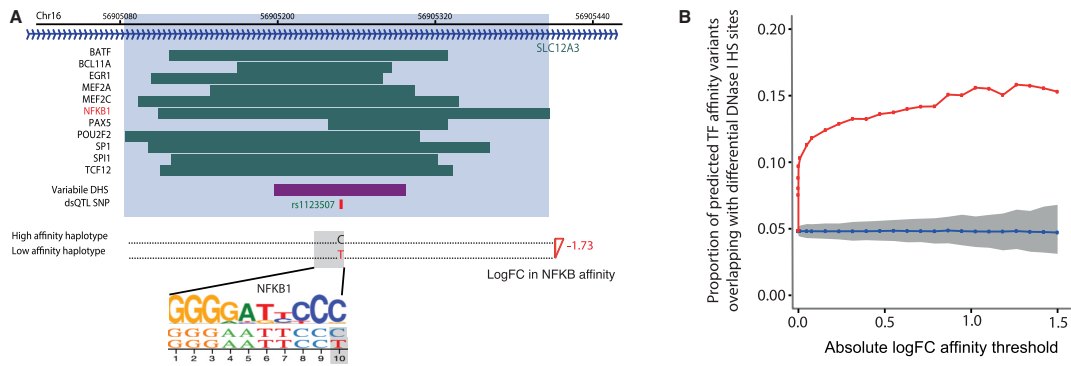 A
Chr16
56905080
56905200
56905320
56905440
SLC12A3
BATF
BCL11A
EGR1
MEF2A
MEF2C
NFKB1
PAX5
POU2F2
SP1
SPI1
TCF12
Variabile DHS
dsQTL SNP
rs1123507
High affinity haplotype
C
Low affinity haplotype
T
-1.73
LogFC in NFKB affinity
NFKB1
GGGGATTCCC
GGGAATTCCC
GGGAATTCCT
1 2 3 4 5 6 7 8 9 10
B
Proportion of predicted TF affinity variants
overlapping with differential DNase I HS sites
0.20
0.15
0.10
0.05
0.00
0.0
0.5
1.0
1.5
Absolute logFC affinity threshold